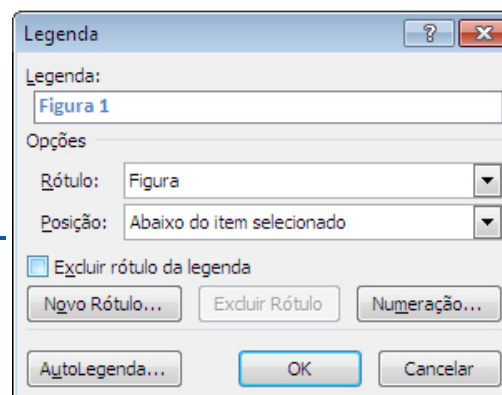 Legenda
Legenda:
Figura 1
Opções
Rótulo: Figura
Posição: Abaixo do item selecionado
Excluir rótulo da legenda
Novo Rótulo... Excluir Rótulo Numeração...
AutoLegenda... OK Cancelar